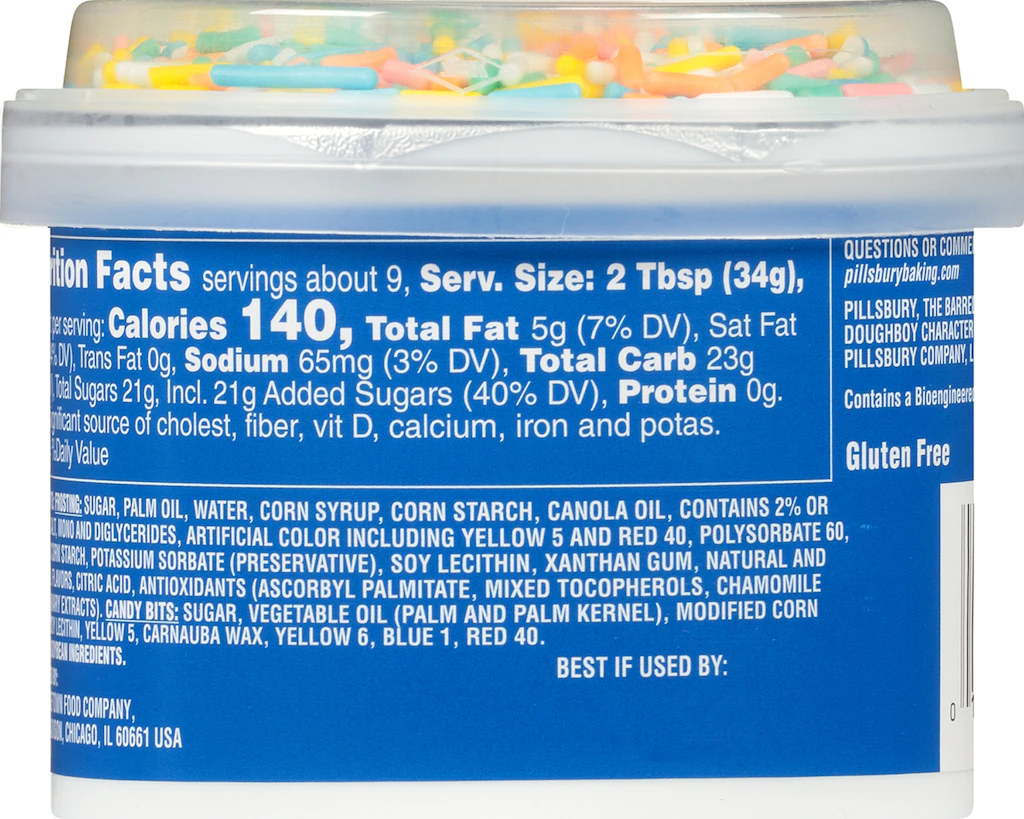 Facts servings about 9, Serv. Size: 2 Tbsp (34g),
per serving: Calories 140, Total Fat 5g (7% DV), Sat Fat
DV), Trans Fat 0g, Sodium 65mg (3% DV), Total Carb 23g
Total Sugars 21g, Incl. 21g Added Sugars (40% DV), Protein 0g.
source of cholest, fiber, vit D, calcium, iron and potas.
Daily Value
FROSTING: SUGAR, PALM OIL, WATER, CORN SYRUP, CORN STARCH, CANOLA OIL, CONTAINS 2% OR
MONO AND DIGLYCERIDES, ARTIFICIAL COLOR INCLUDING YELLOW 5 AND RED 40, POLYSORBATE 60,
STARCH, POTASSIUM SORBATE (PRESERVATIVE), SOY LECITHIN, XANTHAN GUM, NATURAL AND
CITRIC ACID, ANTIOXIDANTS (ASCORBYL PALMITATE, MIXED TOCOPHEROLS, CHAMOMILE
EXTRACTS). CANDY BITS: SUGAR, VEGETABLE OIL (PALM AND PALM KERNEL), MODIFIED CORN
LECITHIN, YELLOW 5, CARNAUBA WAX, YELLOW 6, BLUE 1, RED 40.
INGREDIENTS.
BEST IF USED BY:
FOOD COMPANY,
CHICAGO, IL 60661 USA
QUESTIONS OR
pillsburybaking.com
PILLSBURY, THE
DOUGHBOY
PILLSBURY COMPANY,
Contains a
Gluten Free
0